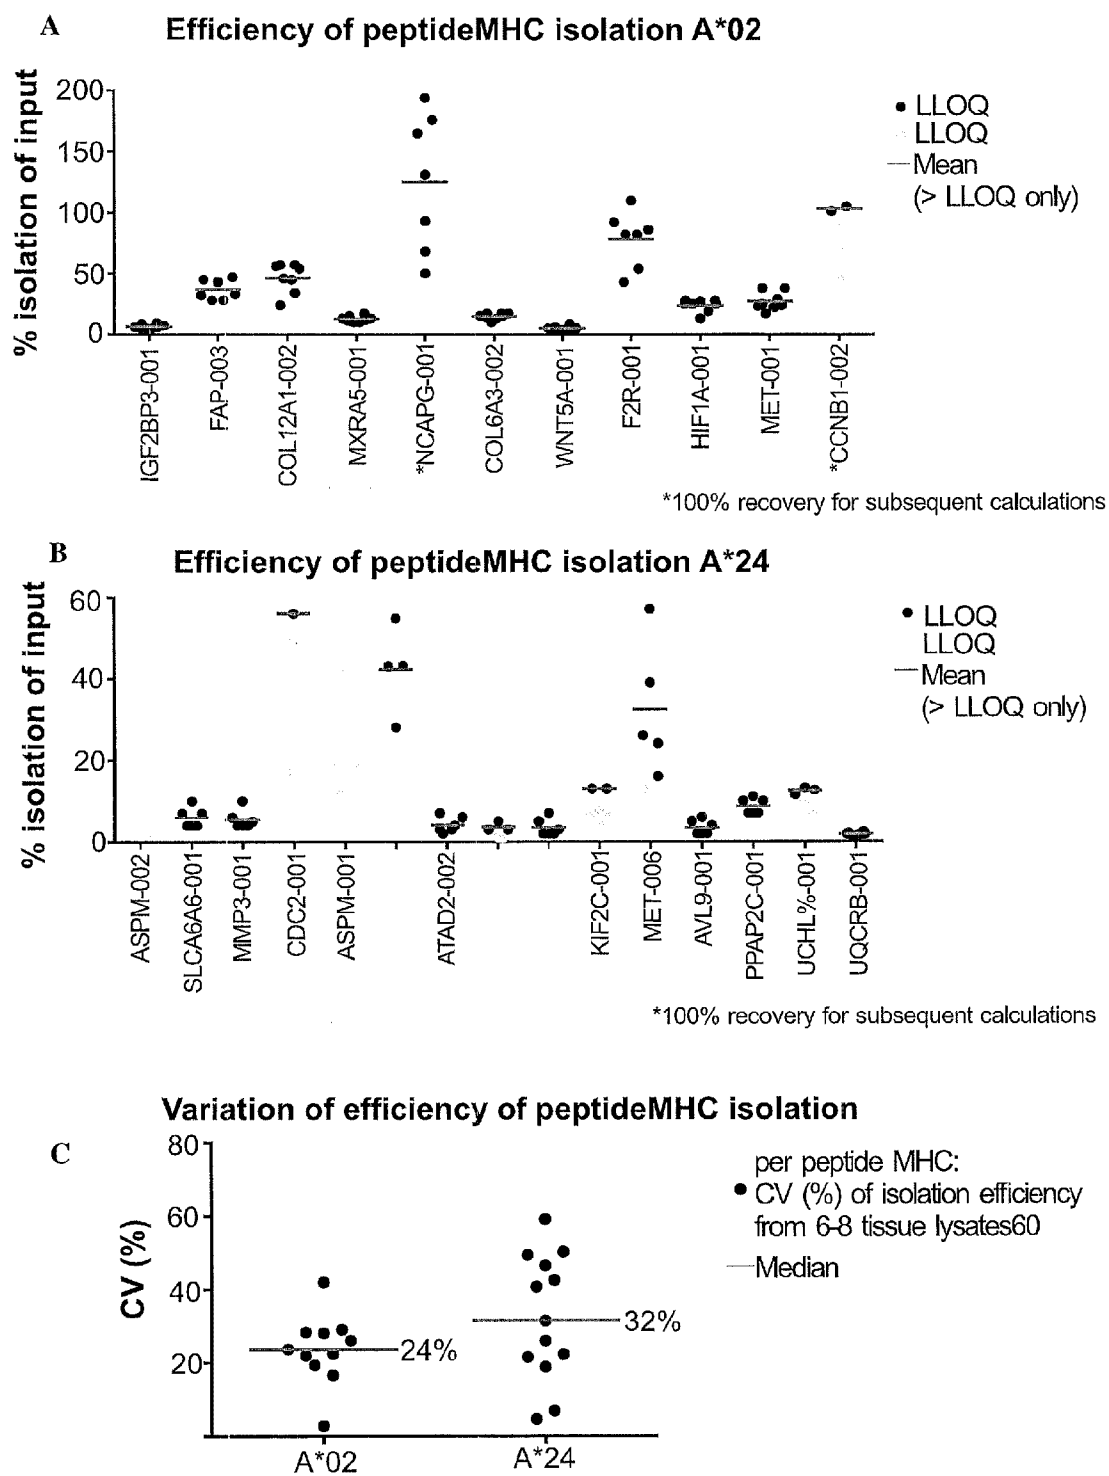 A
Efficiency of peptideMHC isolation A*02
% isolation of input
200
150
100
50
0
LLOQ
LLOQ
Mean
(> LLOQ only)
IGF2BP3-001
FAP-003
COL12A1-002
MXRA5-001
*NCAPG-001
COL6A3-002
WNT5A-001
F2R-001
HIF1A-001
MET-001
*CCNB1-002
*100% recovery for subsequent calculations
B
Efficiency of peptideMHC isolation A*24
% isolation of input
60
40
20
0
LLOQ
LLOQ
Mean
(> LLOQ only)
ASPM-002
SLCA6A6-001
MMP3-001
CDC2-001
ASPM-001
ATAD2-002
KIF2C-001
MET-006
AVL9-001
PPAP2C-001
UCHL%-001
UQCRB-001
*100% recovery for subsequent calculations
Variation of efficiency of peptideMHC isolation
C
CV (%)
80
60
40
20
24%
32%
A*02
A*24
per peptide MHC:
CV (%) of isolation efficiency
from 6-8 tissue lysates60
Median